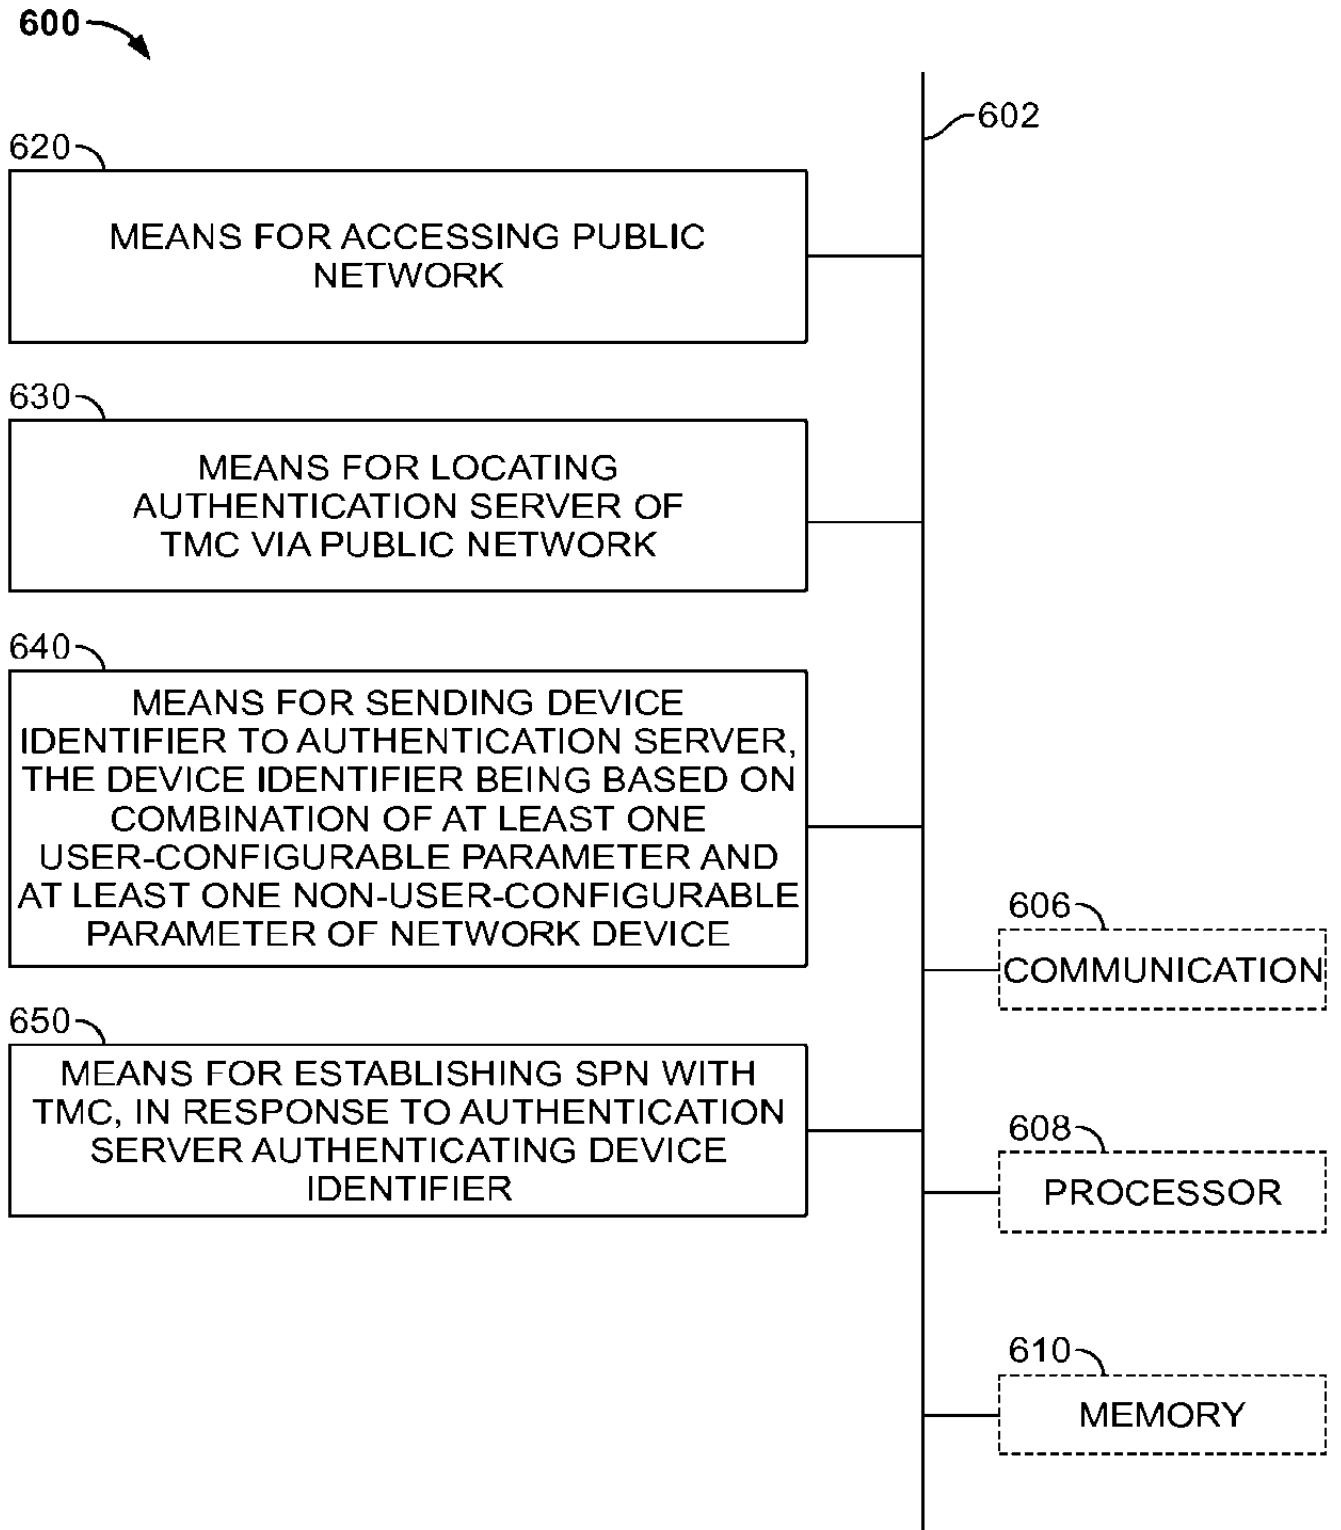 600
602
620
MEANS FOR ACCESSING PUBLIC
NETWORK
630
MEANS FOR LOCATING
AUTHENTICATION SERVER OF
TMC VIA PUBLIC NETWORK
640
MEANS FOR SENDING DEVICE
IDENTIFIER TO AUTHENTICATION SERVER,
THE DEVICE IDENTIFIER BEING BASED ON
COMBINATION OF AT LEAST ONE
USER-CONFIGURABLE PARAMETER AND
AT LEAST ONE NON-USER-CONFIGURABLE
PARAMETER OF NETWORK DEVICE
606
COMMUNICATION
650
MEANS FOR ESTABLISHING SPN WITH
TMC, IN RESPONSE TO AUTHENTICATION
SERVER AUTHENTICATING DEVICE
IDENTIFIER
608
PROCESSOR
610
MEMORY